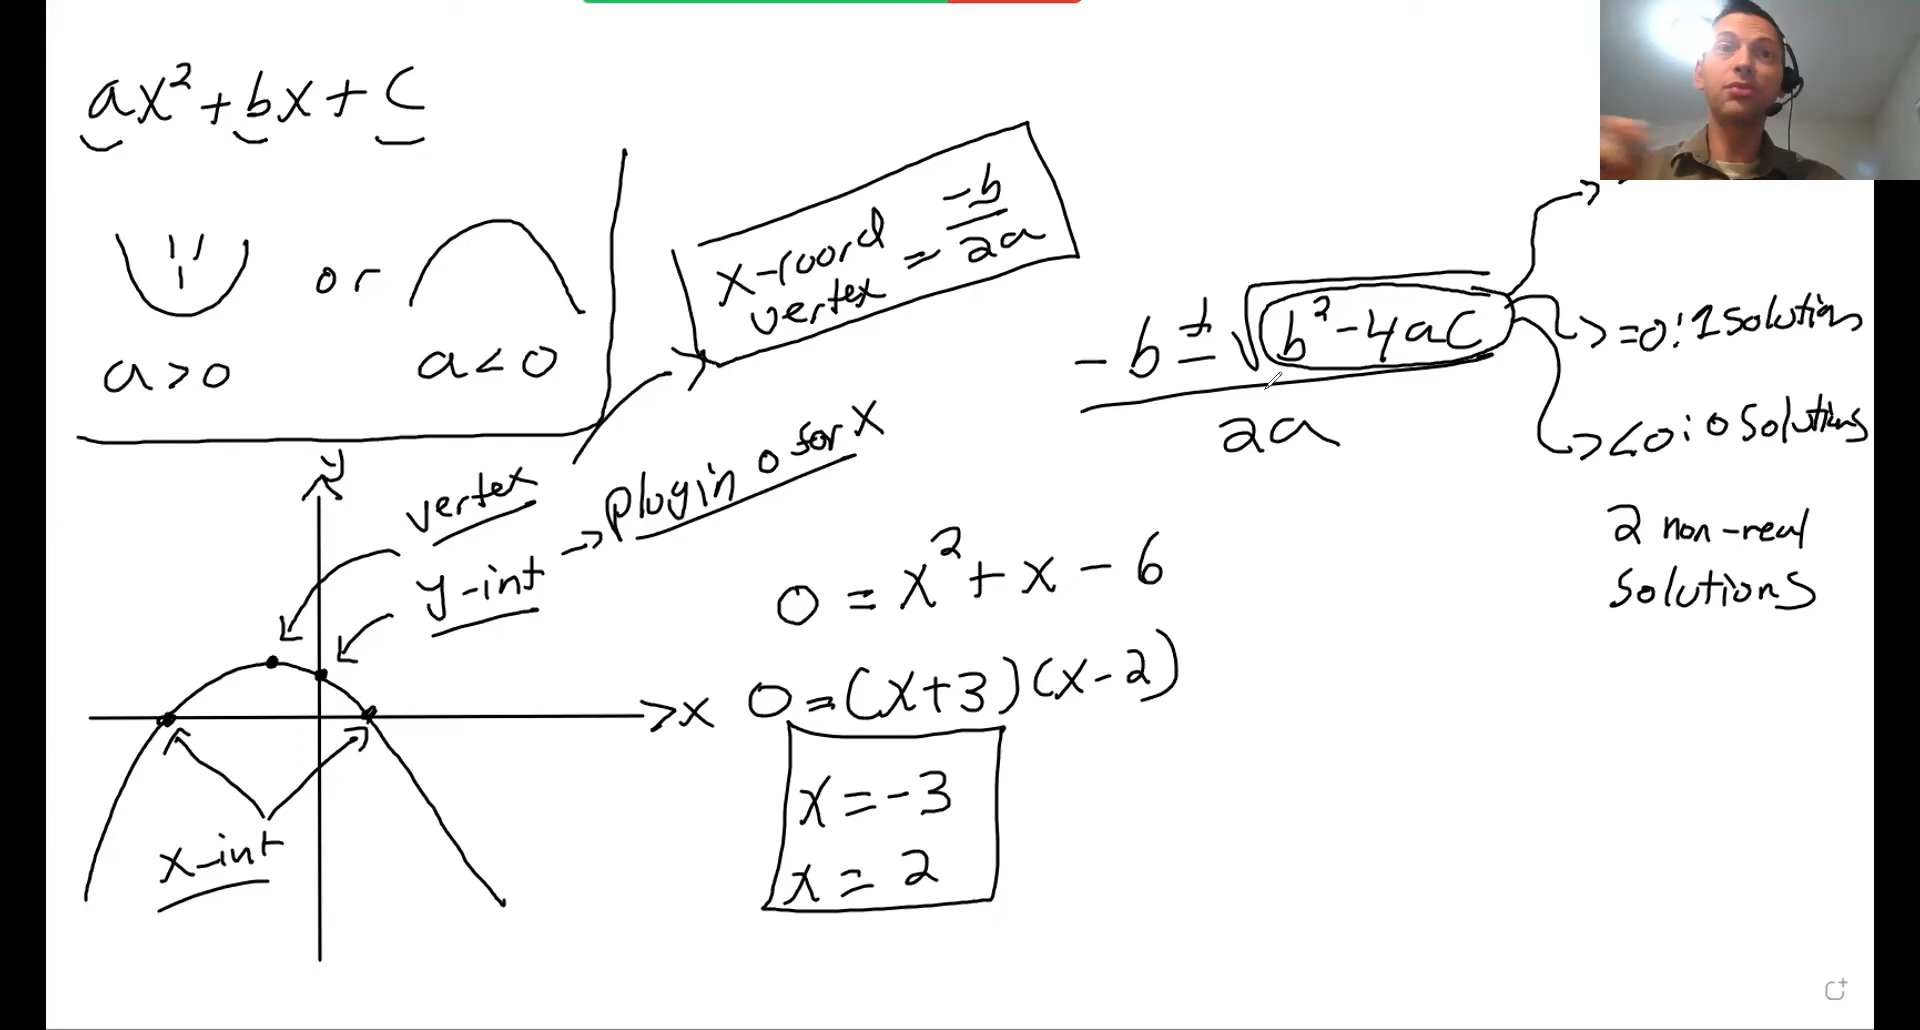 ax² + bx + c
or
a > 0
a < 0
x-coord
vertex = -b/2a
-b ± √(b² - 4ac)
2a
= 0: 1 solution
< 0: 0 solutions
2 non-real
solutions
y
vertex
y-int → plug in 0 for x
x
x-int
0 = x² + x - 6
0 = (x+3)(x-2)
x = -3
x = 2